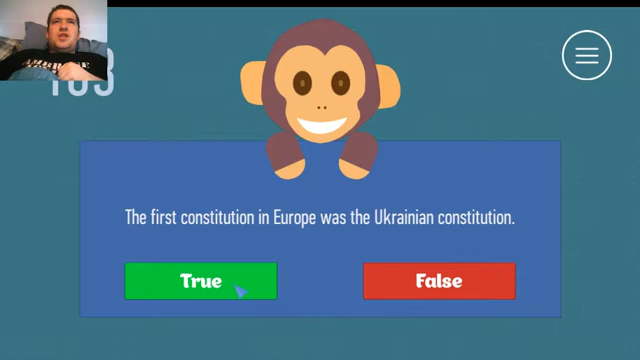 The first constitution in Europe was the Ukrainian constitution.
True
False